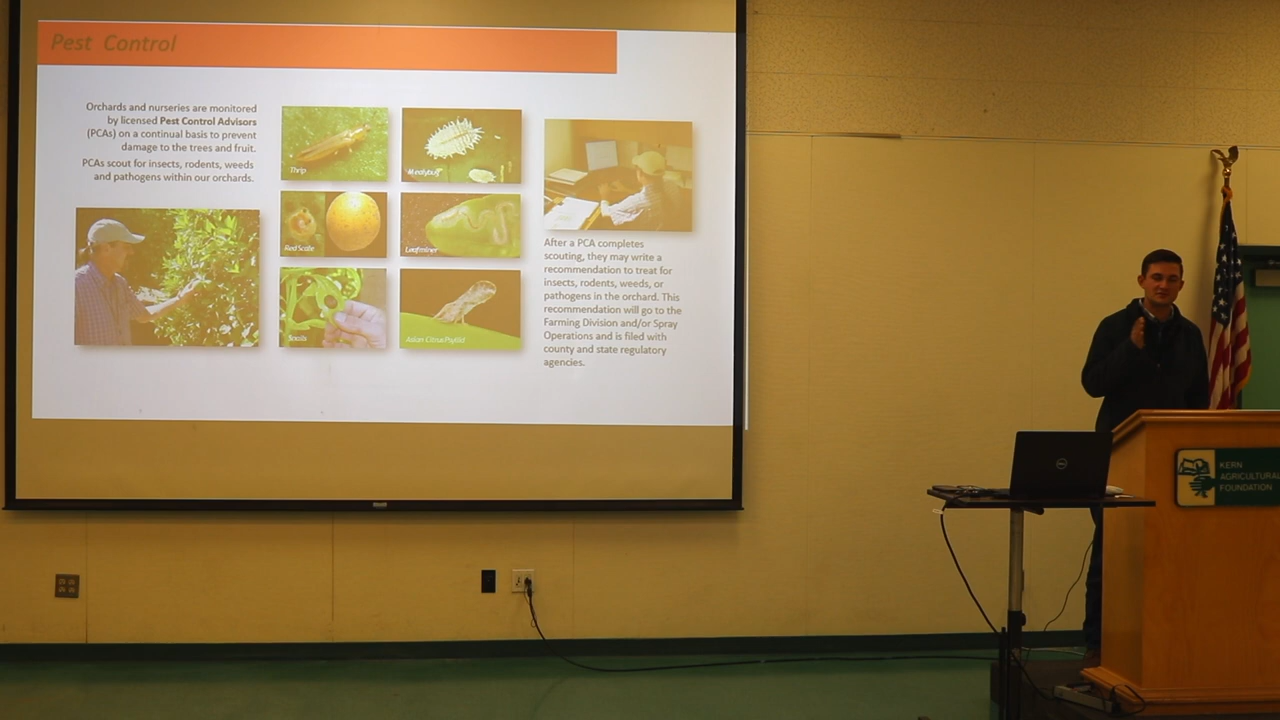 Pest Control
Orchards and nurseries are monitored
by licensed Pest Control Advisors
(PCAs) on a continual basis to prevent
damage to the trees and fruit.
PCAs scout for insects, rodents, weeds
and pathogens within our orchards.
Thrip
Mealybug
Red Scale
Leafminer
Snails
Asian Citrus Psyllid
After a PCA completes
scouting, they may write a
recommendation to treat for
insects, rodents, weeds, or
pathogens in the orchard. This
recommendation will go to the
Farming Division and/or Spray
Operations and is filed with
county and state regulatory
agencies.
DELL
KERN
AGRICULTURAL
FOUNDATION